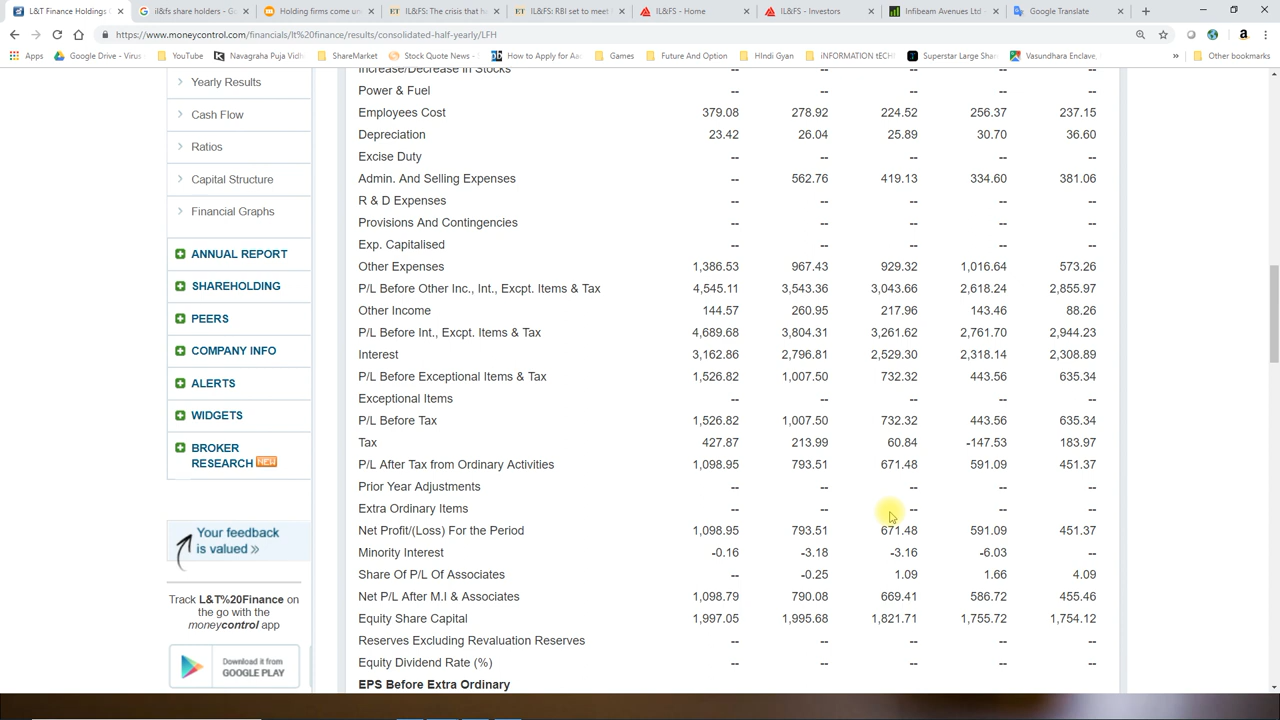 L&T Finance Holdings C
il&fs share holders - Go
Holding firms come un
ET IL&FS: The crisis that h
ET IL&FS: RBI set to meet
IL&FS - Home
IL&FS - Investors
Infibeam Avenues Ltd -
Google Translate
https://www.moneycontrol.com/financials/lt%20finance/results/consolidated-half-yearly/LFH
Apps Google Drive - Virus YouTube Navagraha Puja Vidh ShareMarket Stock Quote News - How to Apply for Aad Games Future And Option HIndi Gyan iNFORMATION tECH Superstar Large Share Vasundhara Enclave, » Other bookmarks
Yearly Results
Cash Flow
Ratios
Capital Structure
Financial Graphs
ANNUAL REPORT
SHAREHOLDING
PEERS
COMPANY INFO
ALERTS
WIDGETS
BROKER
RESEARCH NEW
Your feedback
is valued »
Track L&T%20Finance on
the go with the
moneycontrol app
Download it from
GOOGLE PLAY
Increase/Decrease In Stocks -- -- -- -- --
Power & Fuel -- -- -- -- --
Employees Cost 379.08 278.92 224.52 256.37 237.15
Depreciation 23.42 26.04 25.89 30.70 36.60
Excise Duty -- -- -- -- --
Admin. And Selling Expenses -- 562.76 419.13 334.60 381.06
R & D Expenses -- -- -- -- --
Provisions And Contingencies -- -- -- -- --
Exp. Capitalised -- -- -- -- --
Other Expenses 1,386.53 967.43 929.32 1,016.64 573.26
P/L Before Other Inc., Int., Excpt. Items & Tax 4,545.11 3,543.36 3,043.66 2,618.24 2,855.97
Other Income 144.57 260.95 217.96 143.46 88.26
P/L Before Int., Excpt. Items & Tax 4,689.68 3,804.31 3,261.62 2,761.70 2,944.23
Interest 3,162.86 2,796.81 2,529.30 2,318.14 2,308.89
P/L Before Exceptional Items & Tax 1,526.82 1,007.50 732.32 443.56 635.34
Exceptional Items -- -- -- -- --
P/L Before Tax 1,526.82 1,007.50 732.32 443.56 635.34
Tax 427.87 213.99 60.84 -147.53 183.97
P/L After Tax from Ordinary Activities 1,098.95 793.51 671.48 591.09 451.37
Prior Year Adjustments -- -- -- -- --
Extra Ordinary Items -- -- -- -- --
Net Profit/(Loss) For the Period 1,098.95 793.51 671.48 591.09 451.37
Minority Interest -0.16 -3.18 -3.16 -6.03 --
Share Of P/L Of Associates -- -0.25 1.09 1.66 4.09
Net P/L After M.I & Associates 1,098.79 790.08 669.41 586.72 455.46
Equity Share Capital 1,997.05 1,995.68 1,821.71 1,755.72 1,754.12
Reserves Excluding Revaluation Reserves -- -- -- -- --
Equity Dividend Rate (%) -- -- -- -- --
EPS Before Extra Ordinary